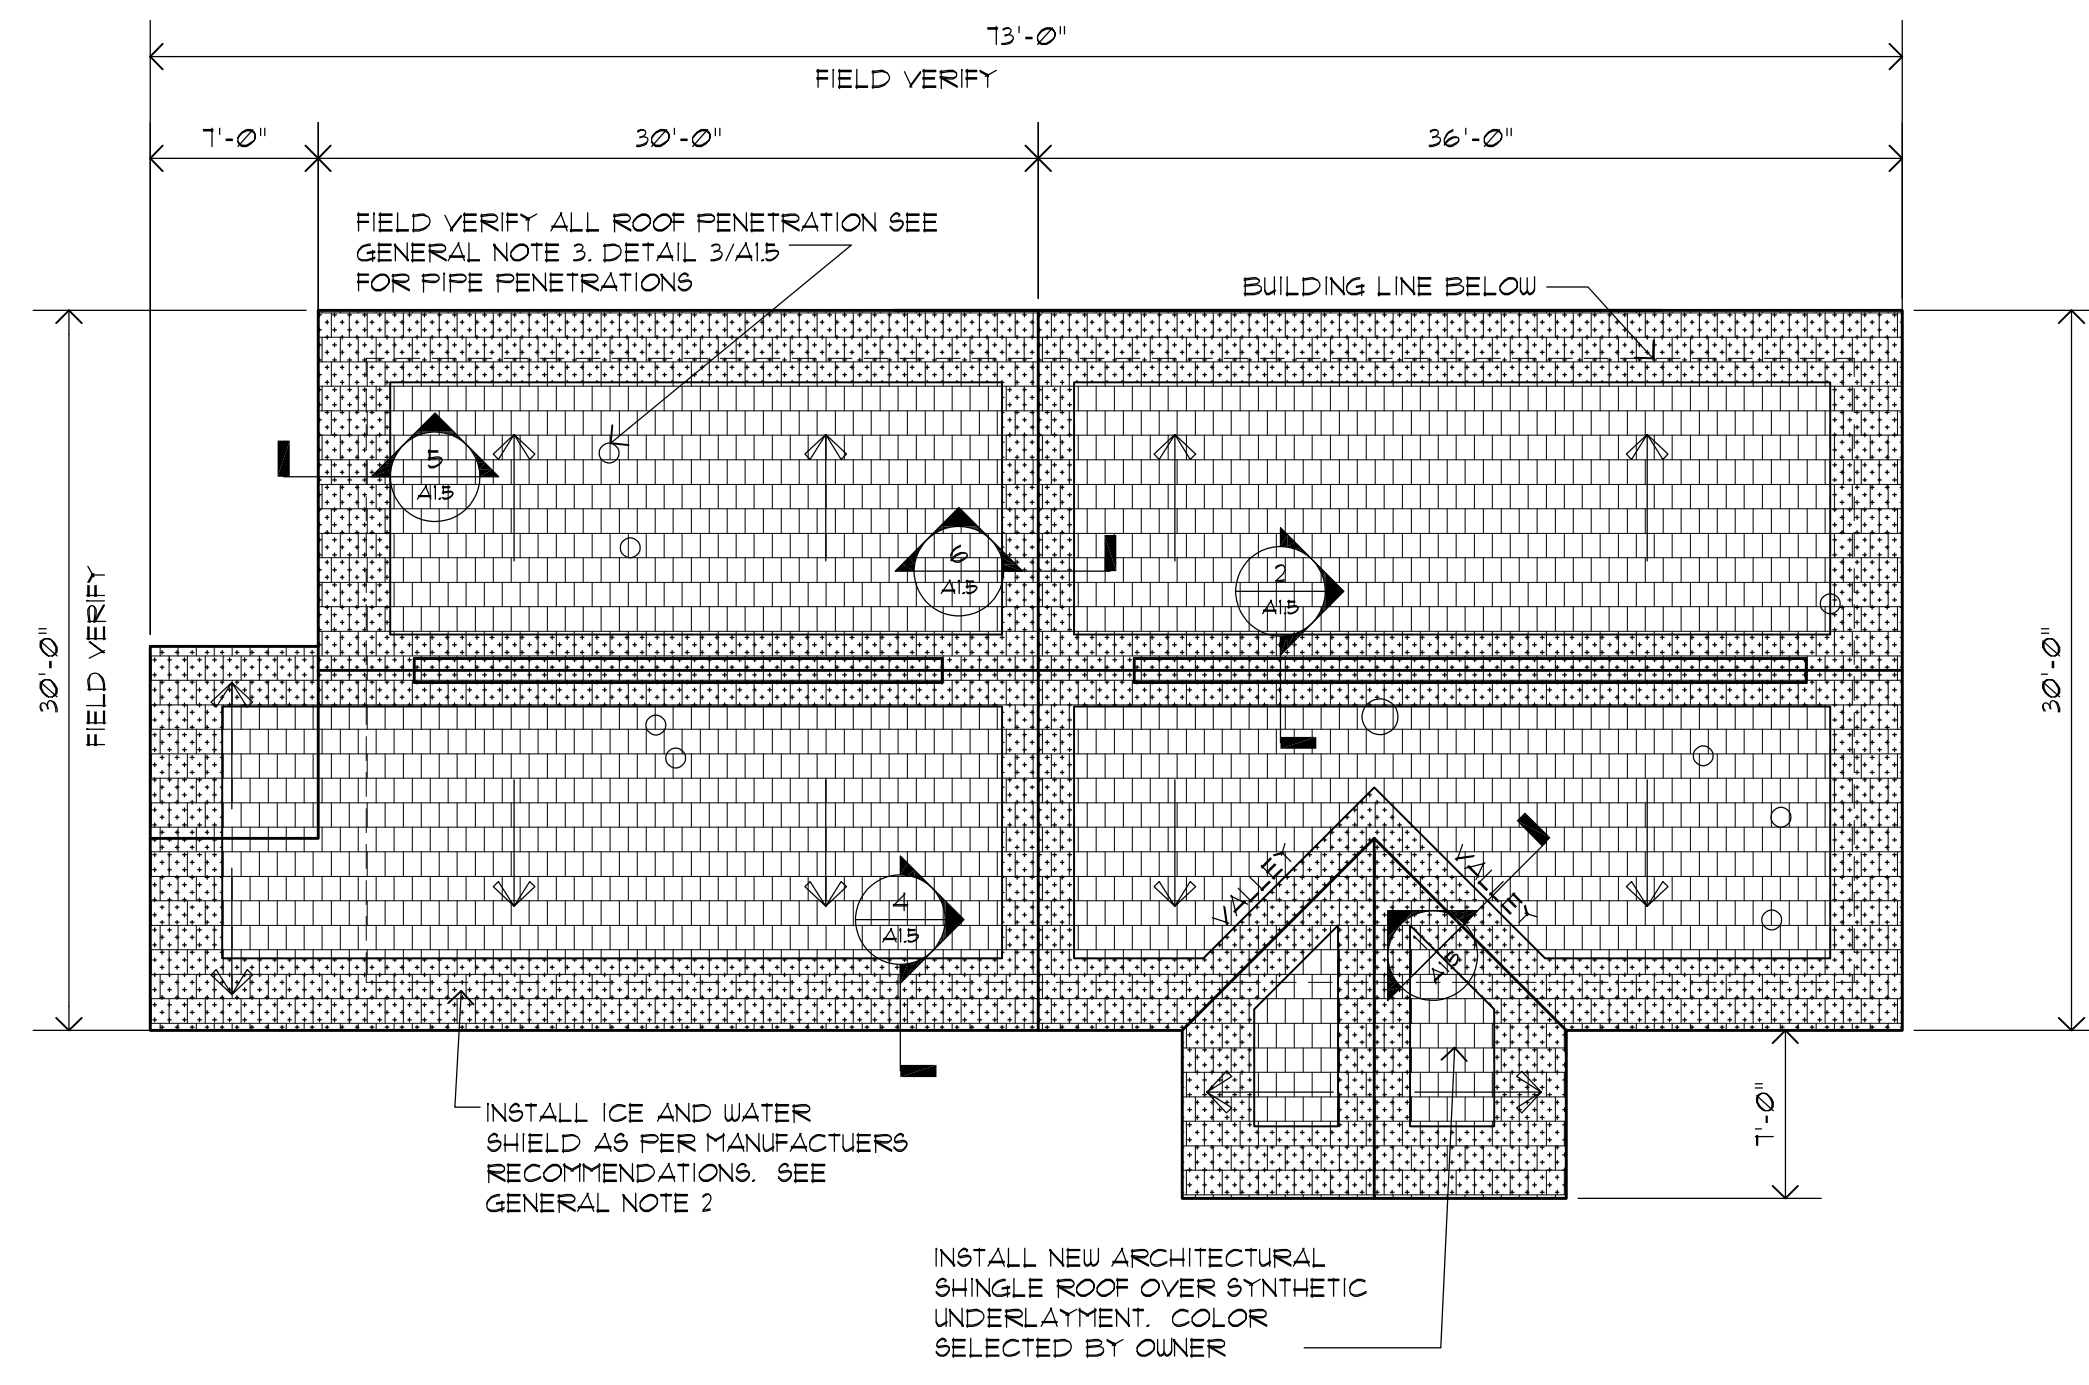 73'-0"
FIELD VERIFY
7'-0"
30'-0"
36'-0"
FIELD VERIFY ALL ROOF PENETRATION SEE
GENERAL NOTE 3. DETAIL 3/A1.5
FOR PIPE PENETRATIONS
BUILDING LINE BELOW
5
A1.5
6
A1.5
2
A1.5
30'-0"
FIELD VERIFY
30'-0"
VALLEY
VALLEY
4
A1.5
A1.5
7'-0"
INSTALL ICE AND WATER
SHIELD AS PER MANUFACTUERS
RECOMMENDATIONS. SEE
GENERAL NOTE 2
INSTALL NEW ARCHITECTURAL
SHINGLE ROOF OVER SYNTHETIC
UNDERLAYMENT. COLOR
SELECTED BY OWNER